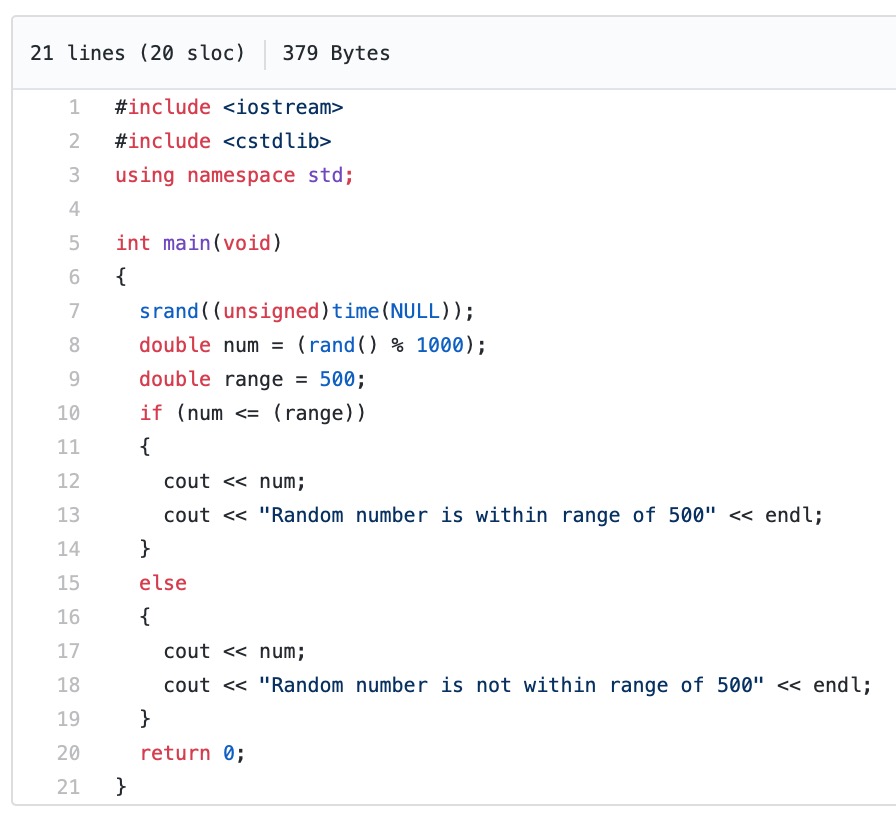 21 lines (20 sloc) 379 Bytes
1 #include <iostream>
2 #include <cstdlib>
3 using namespace std;
4
5 int main(void)
6 {
7   srand((unsigned)time(NULL));
8   double num = (rand() % 1000);
9   double range = 500;
10   if (num <= (range))
11   {
12     cout << num;
13     cout << "Random number is within range of 500" << endl;
14   }
15   else
16   {
17     cout << num;
18     cout << "Random number is not within range of 500" << endl;
19   }
20   return 0;
21 }